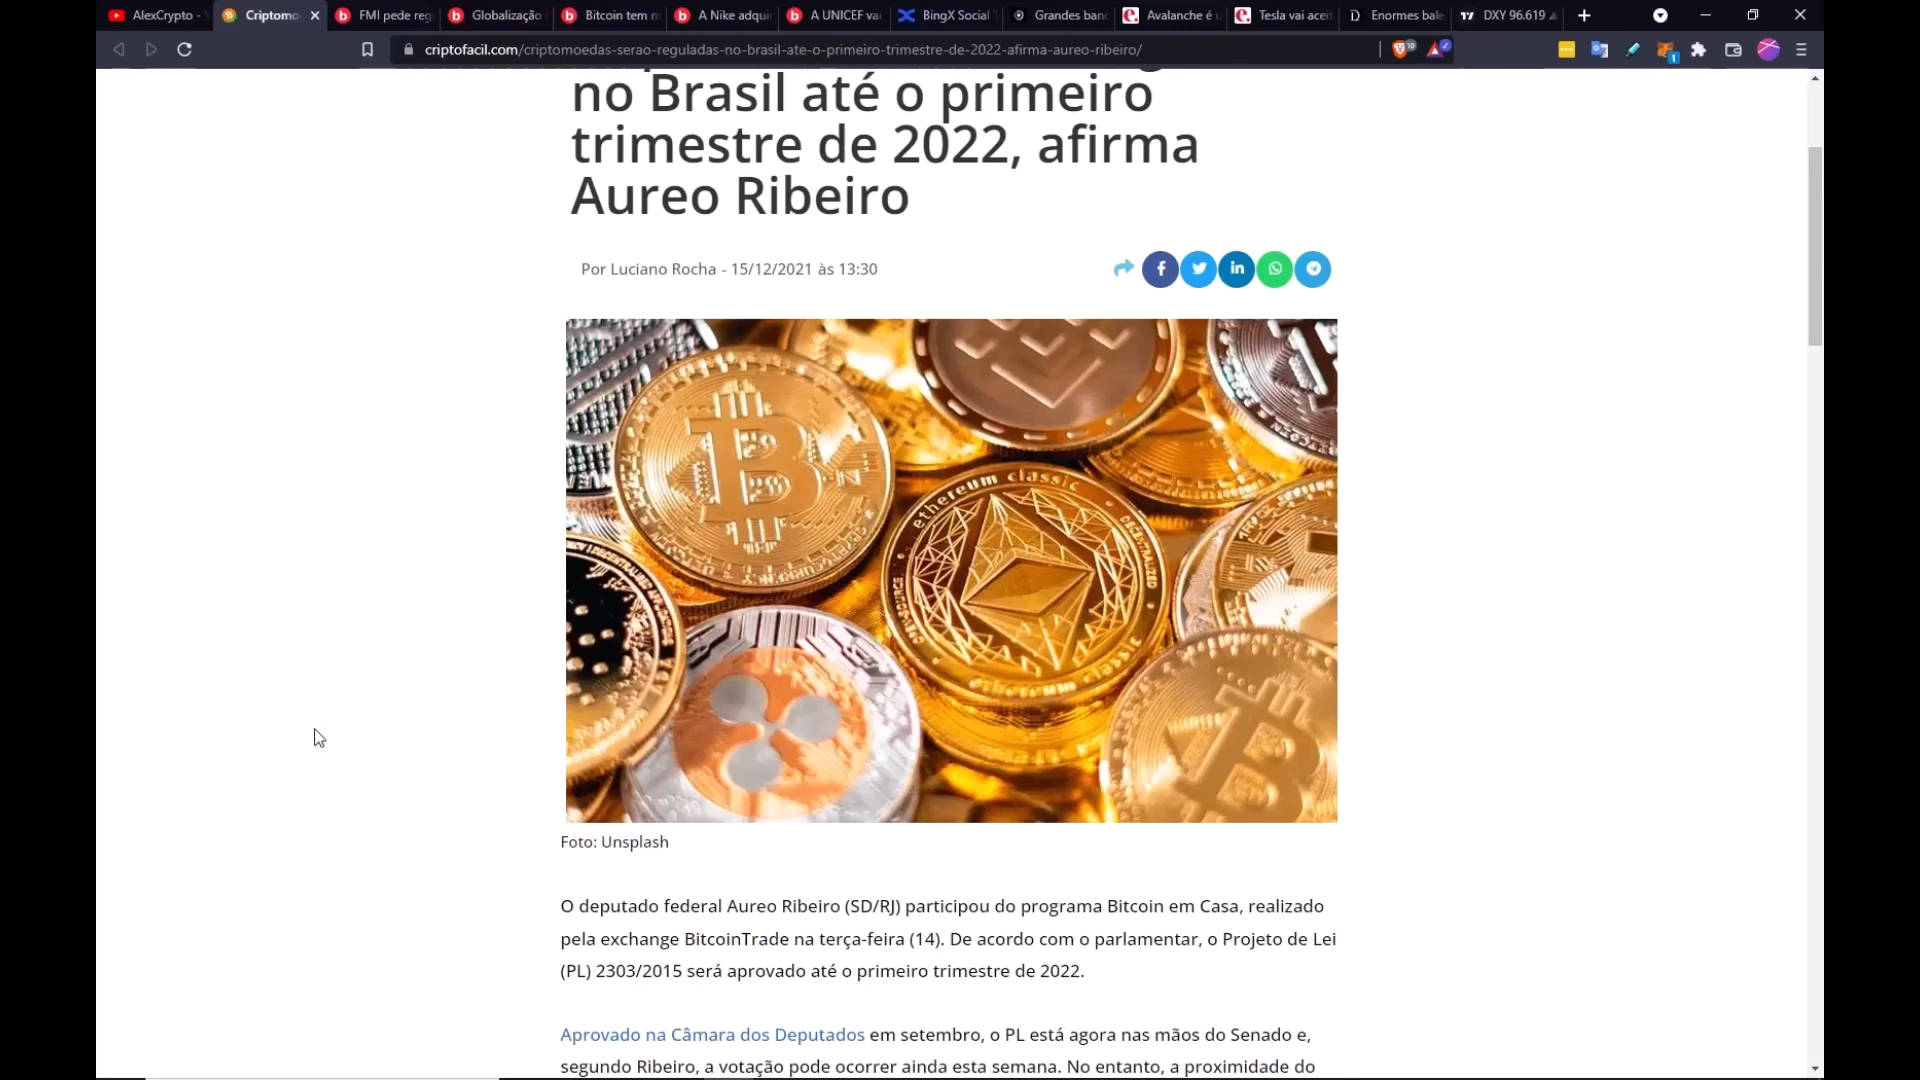 AlexCrypto -
Criptomo
FMI pede reg
Globalização
Bitcoin tem m
A Nike adqui
A UNICEF vai
BingX Social T
Grandes banc
Avalanche é u
Tesla vai aceit
Enormes bale
DXY 96.619
criptofacil.com/criptomoedas-serao-reguladas-no-brasil-ate-o-primeiro-trimestre-de-2022-afirma-aureo-ribeiro/
no Brasil até o primeiro
trimestre de 2022, afirma
Aureo Ribeiro
Por Luciano Rocha - 15/12/2021 às 13:30
ethereum classic
DECENTRALIZED
ethereum classic
Foto: Unsplash
O deputado federal Aureo Ribeiro (SD/RJ) participou do programa Bitcoin em Casa, realizado
pela exchange BitcoinTrade na terça-feira (14). De acordo com o parlamentar, o Projeto de Lei
(PL) 2303/2015 será aprovado até o primeiro trimestre de 2022.
Aprovado na Câmara dos Deputados em setembro, o PL está agora nas mãos do Senado e,
segundo Ribeiro, a votação pode ocorrer ainda esta semana. No entanto, a proximidade do